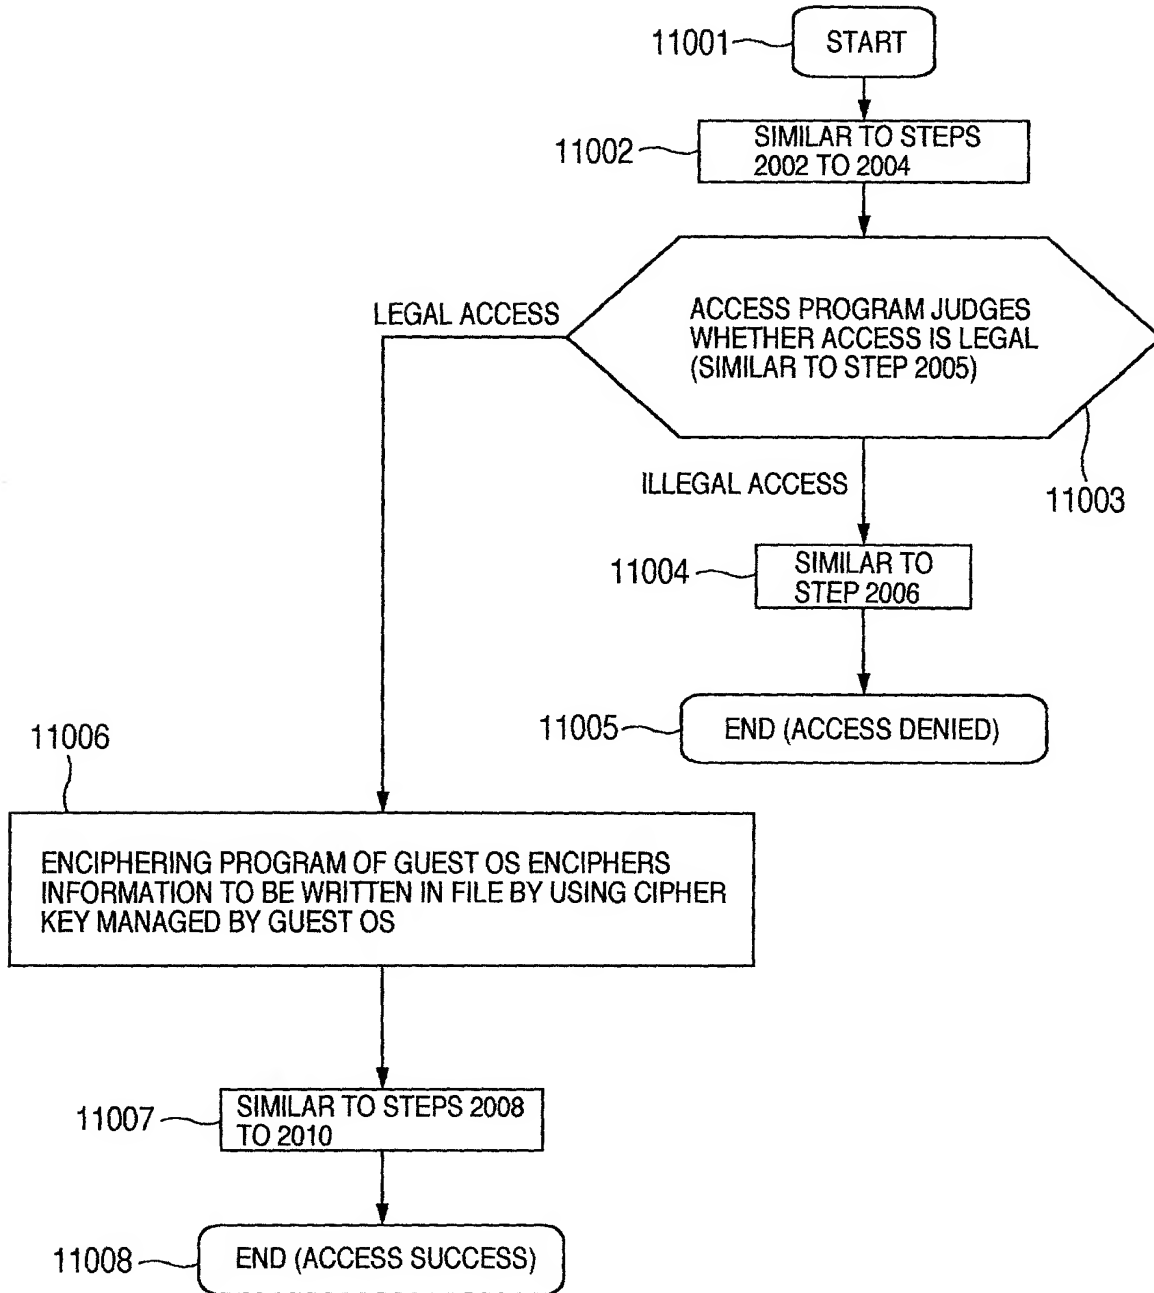 11001
START
11002
SIMILAR TO STEPS
2002 TO 2004
LEGAL ACCESS
ACCESS PROGRAM JUDGES
WHETHER ACCESS IS LEGAL
(SIMILAR TO STEP 2005)
11003
ILLEGAL ACCESS
11004
SIMILAR TO
STEP 2006
11005
END (ACCESS DENIED)
11006
ENCIPHERING PROGRAM OF GUEST OS ENCIPHERS
INFORMATION TO BE WRITTEN IN FILE BY USING CIPHER
KEY MANAGED BY GUEST OS
11007
SIMILAR TO STEPS 2008
TO 2010
11008
END (ACCESS SUCCESS)